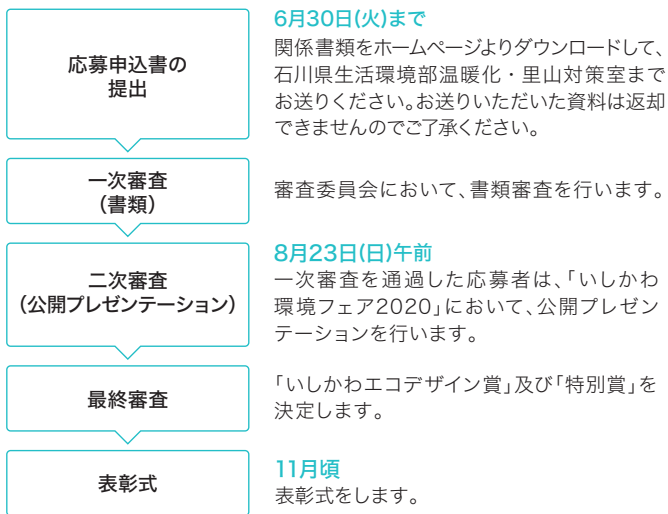 応募申込書の
提出
6月30日(火)まで
関係書類をホームページよりダウンロードして、
石川県生活環境部温暖化・里山対策室まで
お送りください。お送りいただいた資料は返却
できませんのでご了承ください。
一次審査
(書類)
審査委員会において、書類審査を行います。
二次審査
(公開プレゼンテーション)
8月23日(日)午前
一次審査を通過した応募者は、「いしかわ
環境フェア2020」において、公開プレゼン
テーションを行います。
最終審査
「いしかわエコデザイン賞」及び「特別賞」を
決定します。
表彰式
11月頃
表彰式をします。